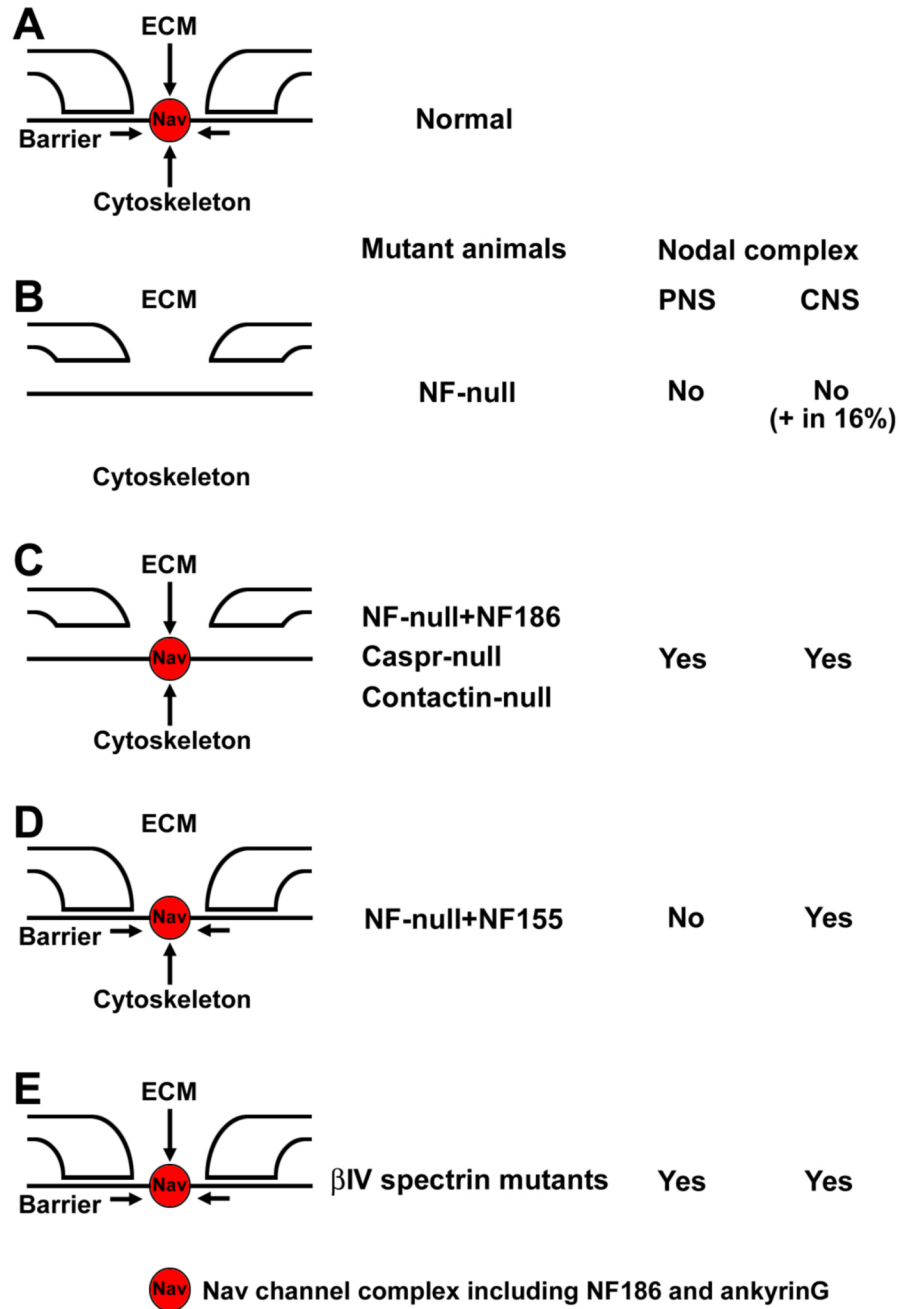 A
ECM
Nav
Barrier
Cytoskeleton
Normal
Mutant animals
Nodal complex
PNS
CNS
B
ECM
NF-null
No
No
(+ in 16%)
Cytoskeleton
C
ECM
Nav
Cytoskeleton
NF-null+NF186
Caspr-null
Contactin-null
Yes
Yes
D
ECM
Nav
Barrier
Cytoskeleton
NF-null+NF155
No
Yes
E
ECM
Nav
Barrier
βIV spectrin mutants
Yes
Yes
Nav
Nav channel complex including NF186 and ankyrinG